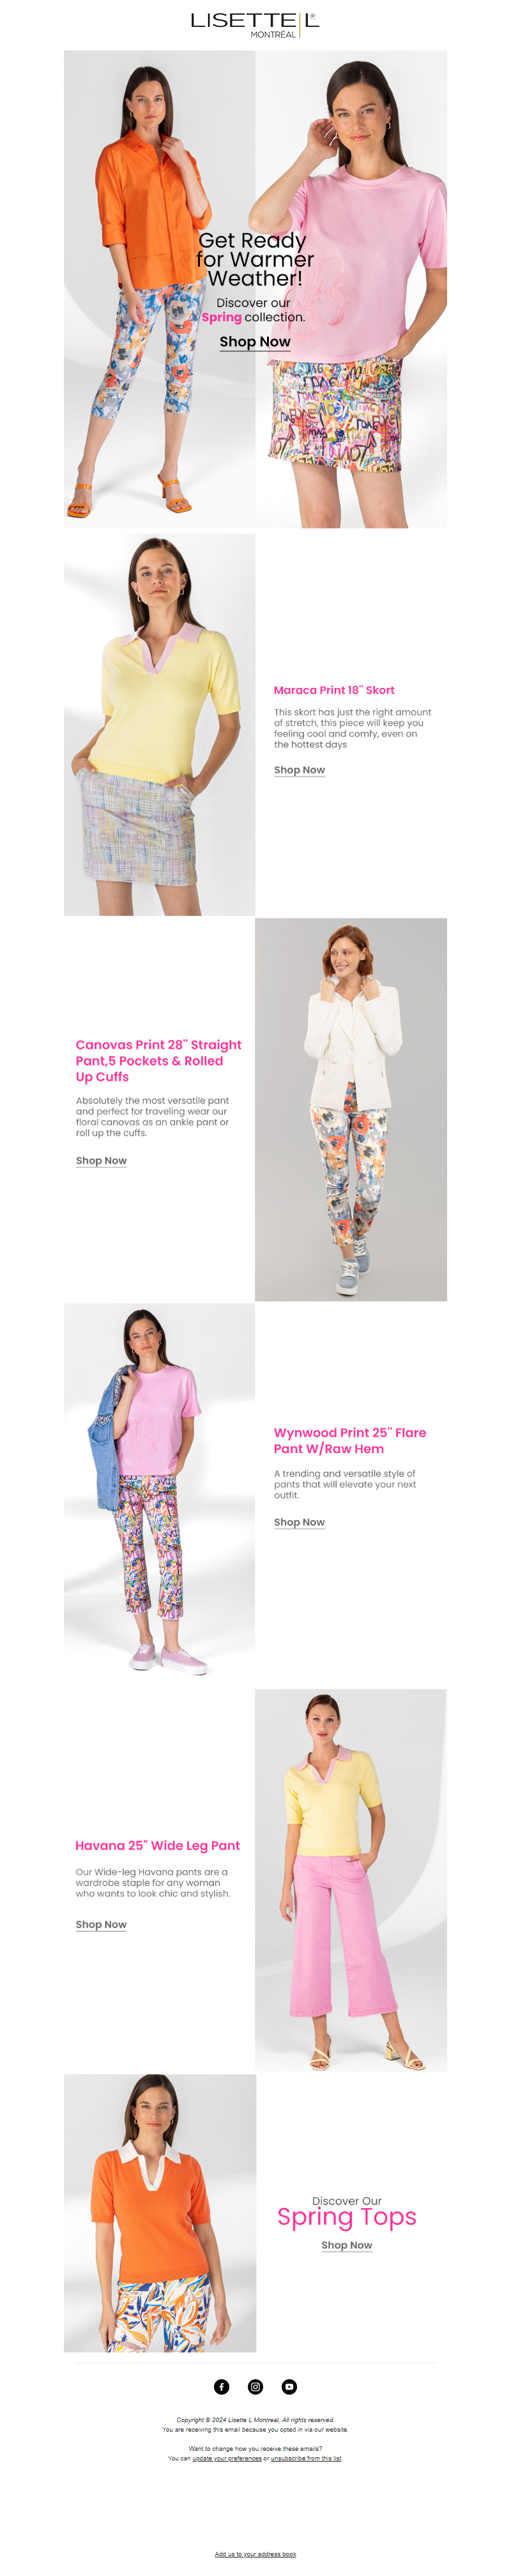 LISETTE L®
MONTRÉAL
Get Ready
for Warmer
Weather!
Discover our
Spring collection.
Shop Now
Maraca Print 18" Skort
This skort has just the right amount
of stretch, this piece will keep you
feeling cool and comfy, even on
the hottest days
Shop Now
Canovas Print 28" Straight
Pant,5 Pockets & Rolled
Up Cuffs
Absolutely the most versatile pant
and perfect for traveling wear our
floral canvas as an ankle pant or
roll up the cuffs.
Shop Now
Wynwood Print 25" Flare
Pant W/Raw Hem
A trending and versatile style of
pants that will elevate your next
outfit.
Shop Now
Havana 25" Wide Leg Pant
Our Wide-leg Havana pants are a
wardrobe staple for any woman
who wants to look chic and stylish.
Shop Now
Discover Our
Spring Tops
Shop Now
Copyright © 2024 Lisette L Montreal, All rights reserved.
You are receiving this email because you opted in via our website.
Want to change how you receive these emails?
You can update your preferences or unsubscribe from this list.
Add us to your address book